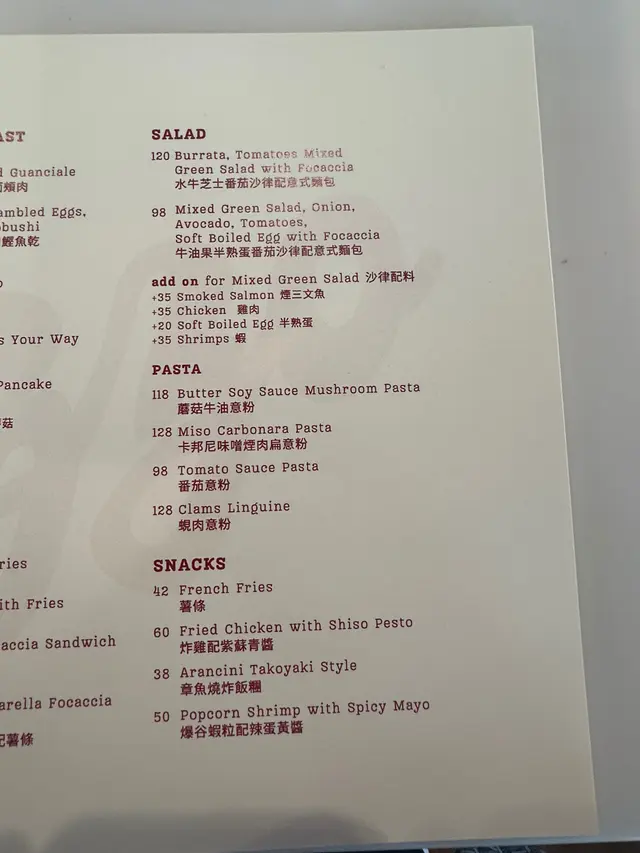 AST
Guanciale
頰肉
ambled Eggs,
obushi
鰹魚乾
s Your Way
Pancake
菇
ries
ith Fries
accia Sandwich
arella Focaccia
配薯條
SALAD
120 Burrata, Tomatoes Mixed
Green Salad with Focaccia
水牛芝士番茄沙律配意式麵包
98 Mixed Green Salad, Onion,
Avocado, Tomatoes,
Soft Boiled Egg with Focaccia
牛油果半熟蛋番茄沙律配意式麵包
add on for Mixed Green Salad 沙律配料
+35 Smoked Salmon 煙三文魚
+35 Chicken 雞肉
+20 Soft Boiled Egg 半熟蛋
+35 Shrimps 蝦
PASTA
118 Butter Soy Sauce Mushroom Pasta
蘑菇牛油意粉
128 Miso Carbonara Pasta
卡邦尼味噌煙肉扁意粉
98 Tomato Sauce Pasta
番茄意粉
128 Clams Linguine
蜆肉意粉
SNACKS
42 French Fries
薯條
60 Fried Chicken with Shiso Pesto
炸雞配紫蘇青醬
38 Arancini Takoyaki Style
章魚燒炸飯糰
50 Popcorn Shrimp with Spicy Mayo
爆谷蝦粒配辣蛋黃醬